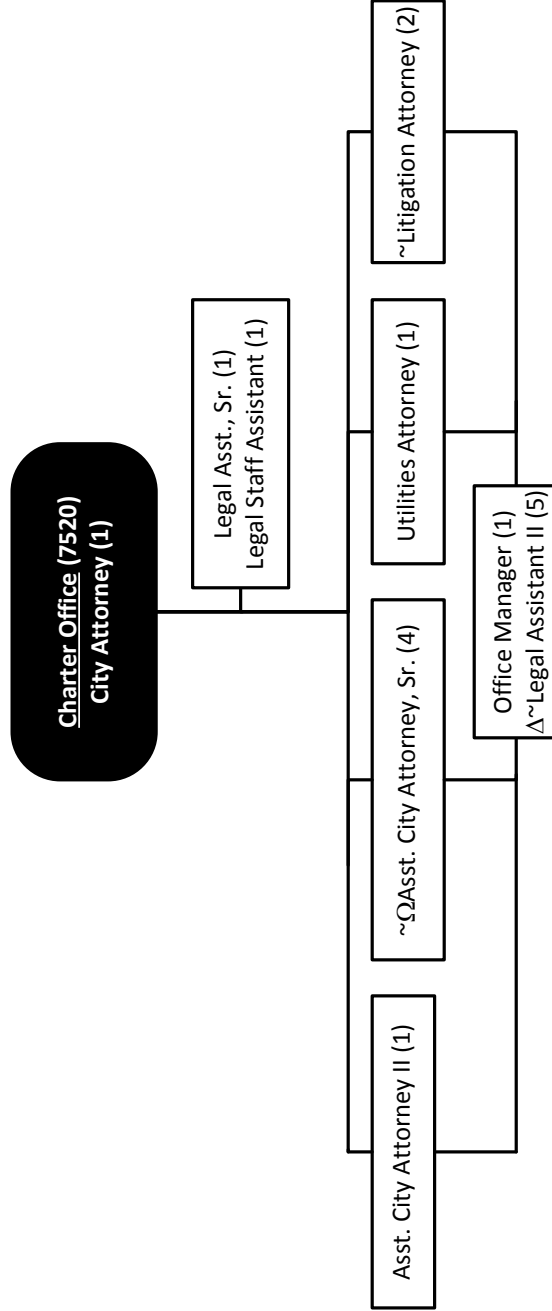 Charter Office (7520)
City Attorney (1)
Legal Asst., Sr. (1)
Legal Staff Assistant (1)
Asst. City Attorney II (1)
~ΩAsst. City Attorney, Sr. (4)
Utilities Attorney (1)
~Litigation Attorney (2)
Office Manager (1)
Δ~Legal Assistant II (5)